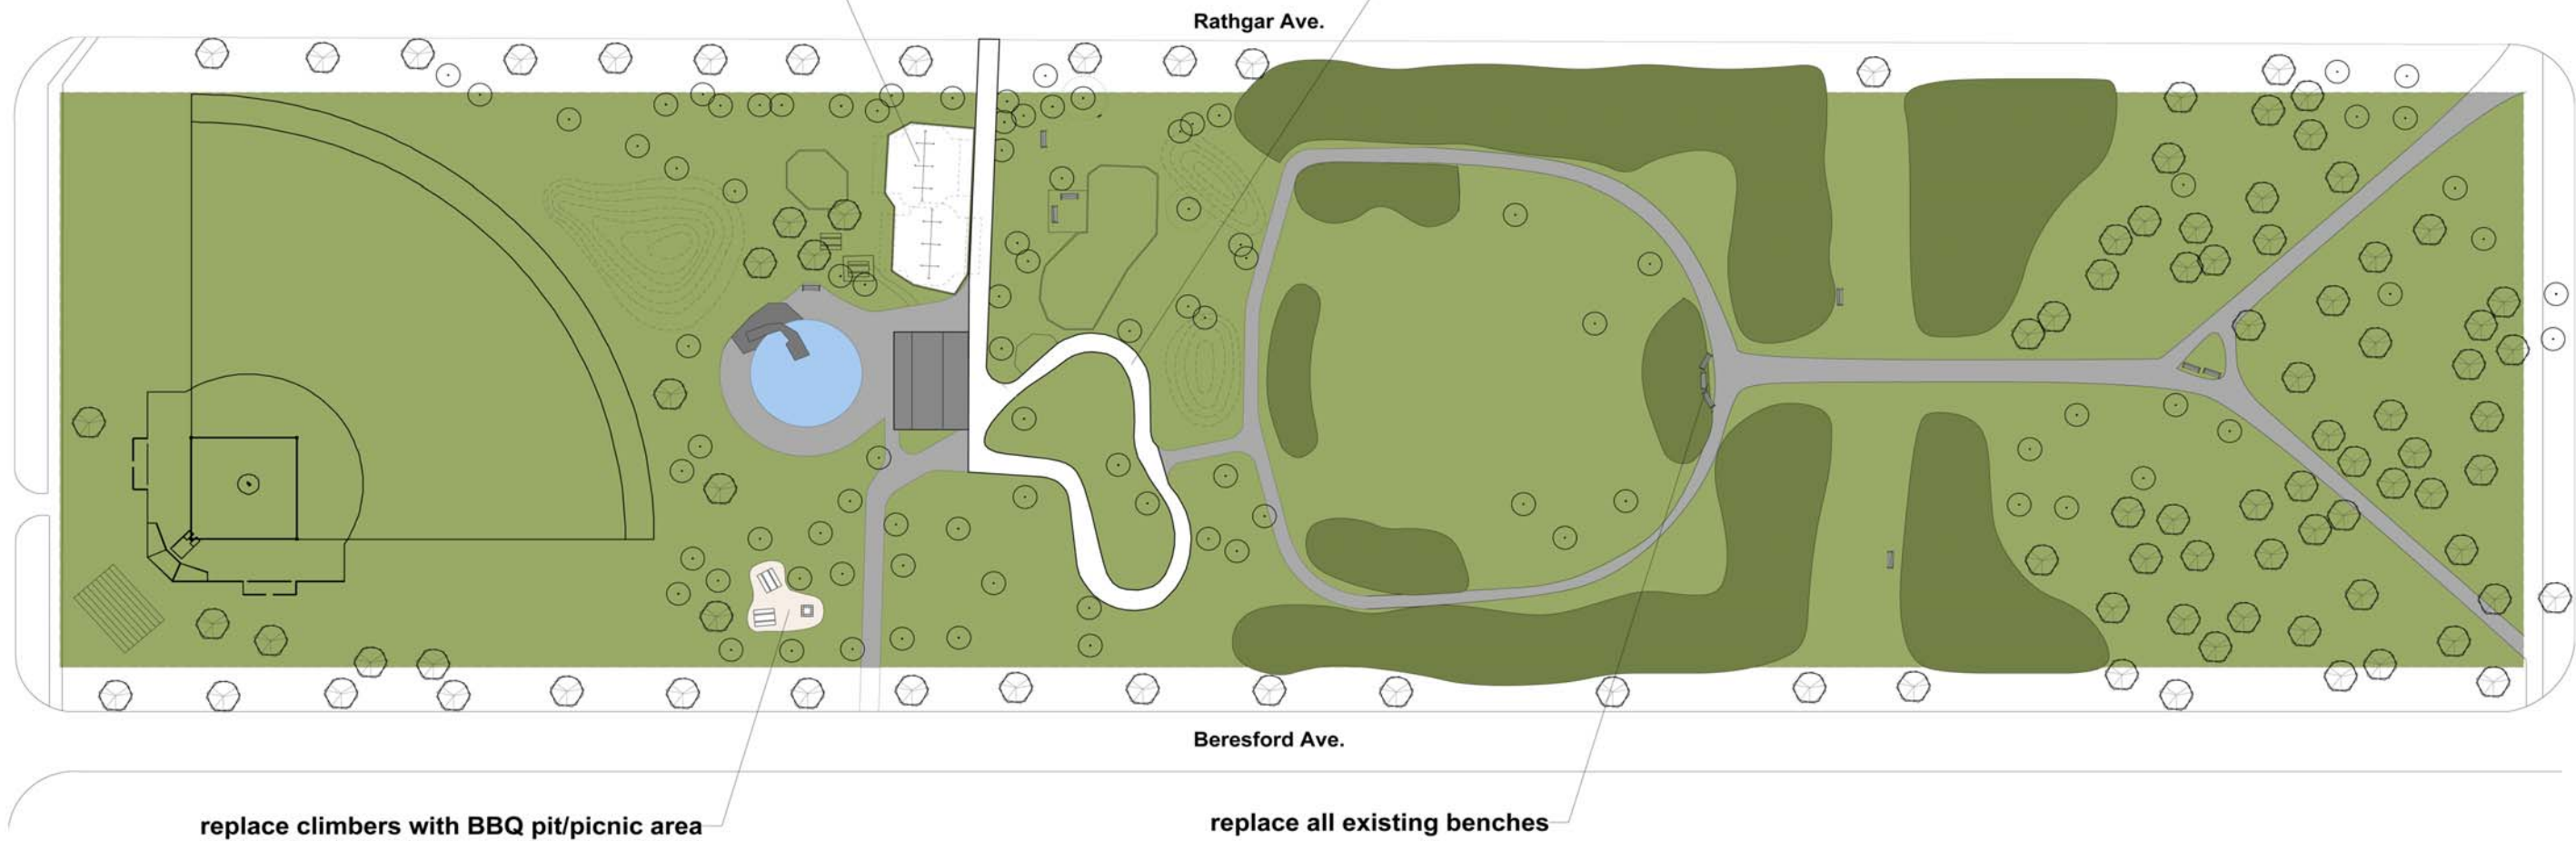 Rathgar Ave.
Beresford Ave.
replace climbers with BBQ pit/picnic area
replace all existing benches